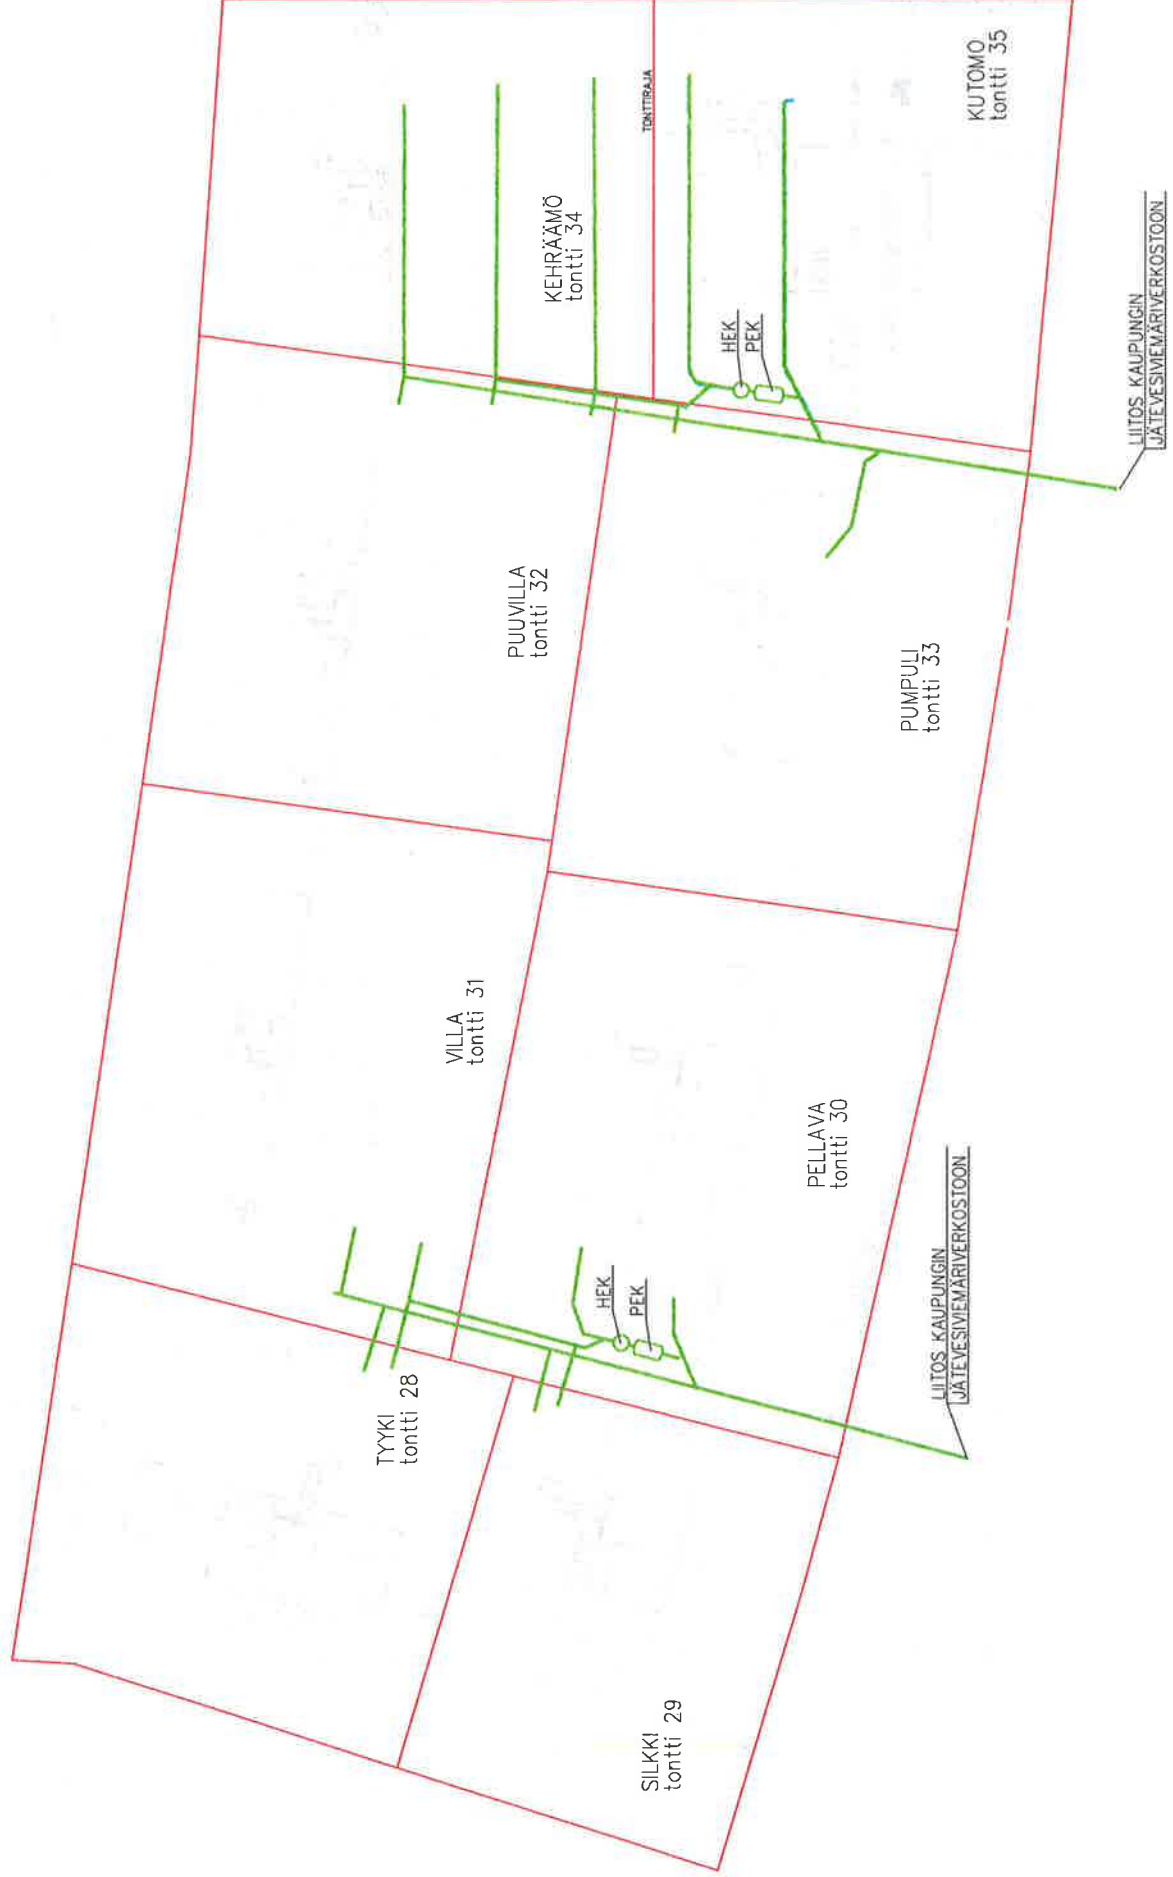 TYYKI
tontti 28
SILKKI
tontti 29
VILLA
tontti 31
HEK
PEK
PELLAVA
tontti 30
LIITOS KAUPUNGIN
JÄTEVESIVIEMÄRIVERKOSTOON
PUUVILLA
tontti 32
PUMPULI
tontti 33
KEHRÄÄMÖ
tontti 34
TONTTIRAJA
HEK
PEK
KUTOMO
tontti 35
LIITOS KAUPUNGIN
JÄTEVESIVIEMÄRIVERKOSTOON